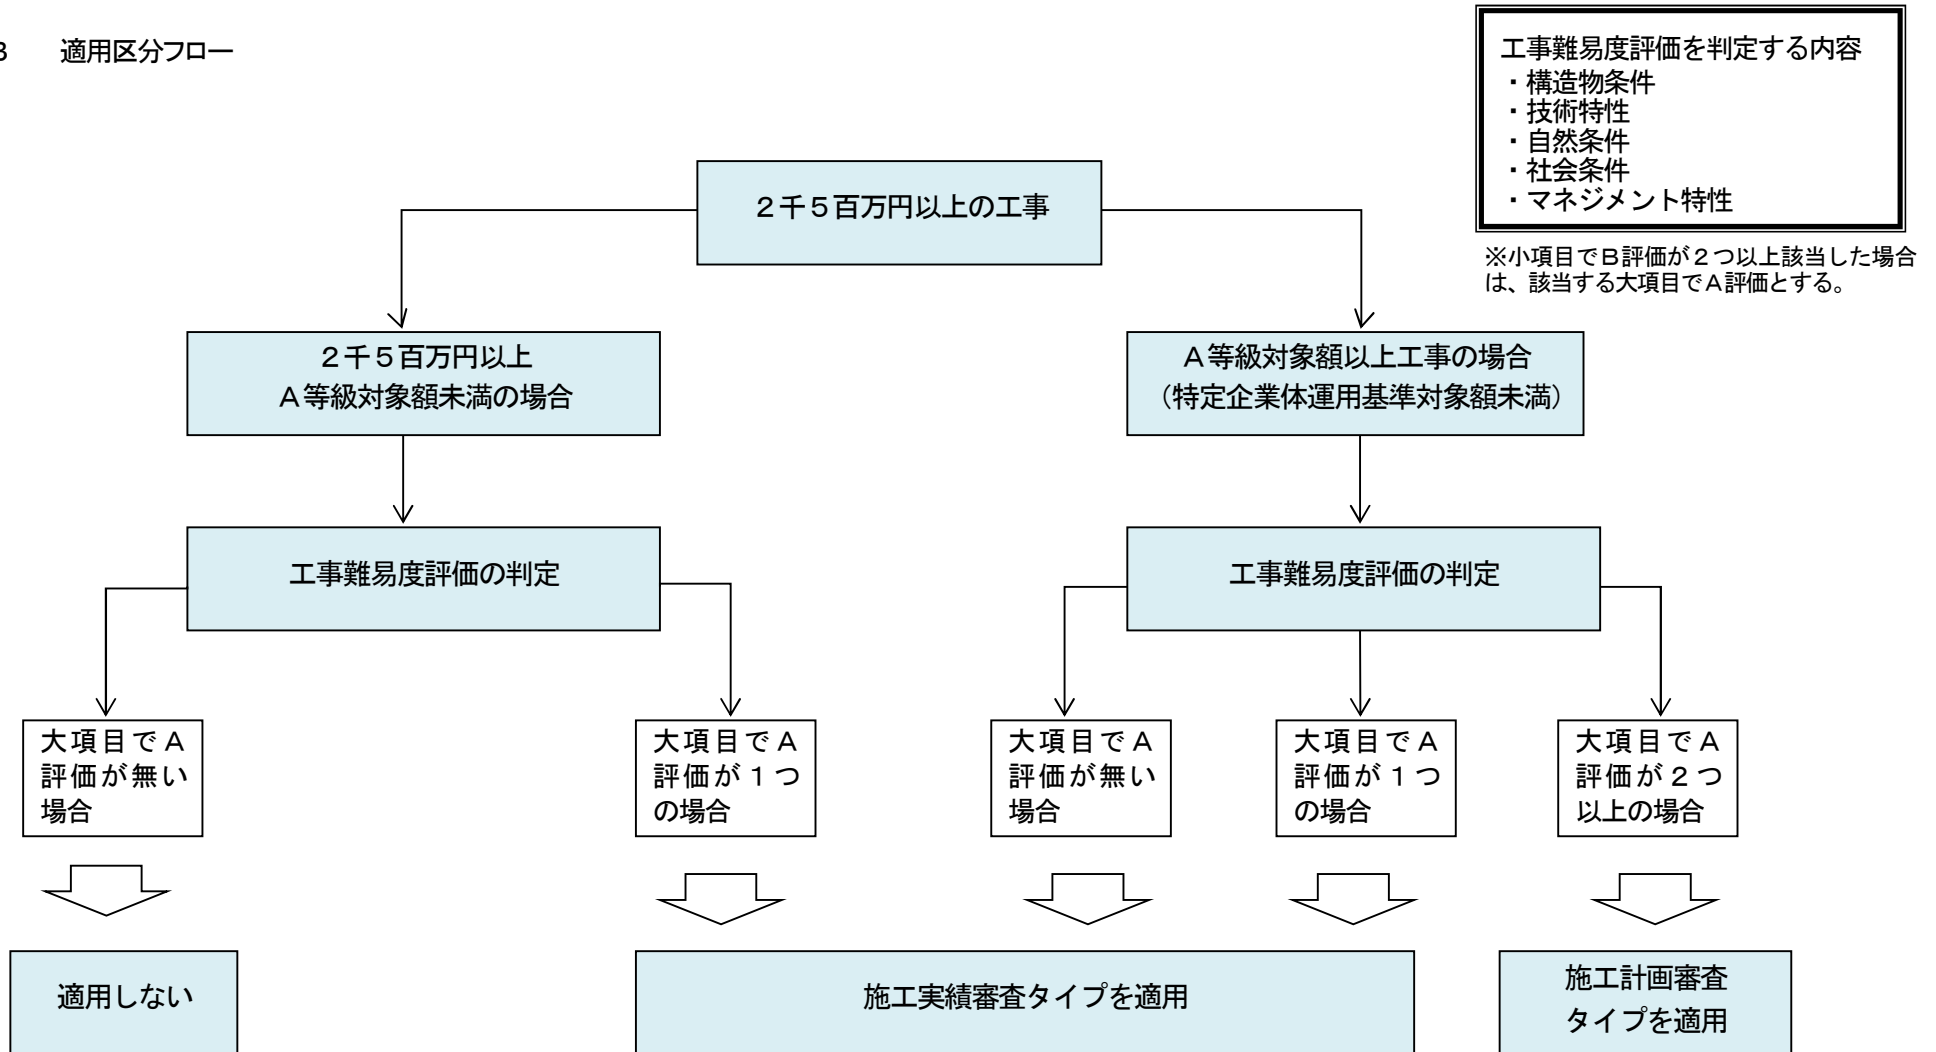 3 適用区分フロー
工事難易度評価を判定する内容
・構造物条件
・技術特性
・自然条件
・社会条件
・マネジメント特性
※小項目でＢ評価が２つ以上該当した場合
は、該当する大項目でＡ評価とする。
２千５百万円以上の工事
２千５百万円以上
Ａ等級対象額未満の場合
Ａ等級対象額以上工事の場合
（特定企業体運用基準対象額未満）
工事難易度評価の判定
工事難易度評価の判定
大項目でＡ
評価が無い
場合
大項目でＡ
評価が１つ
の場合
大項目でＡ
評価が無い
場合
大項目でＡ
評価が１つ
の場合
大項目でＡ
評価が２つ
以上の場合
適用しない
施工実績審査タイプを適用
施工計画審査
タイプを適用